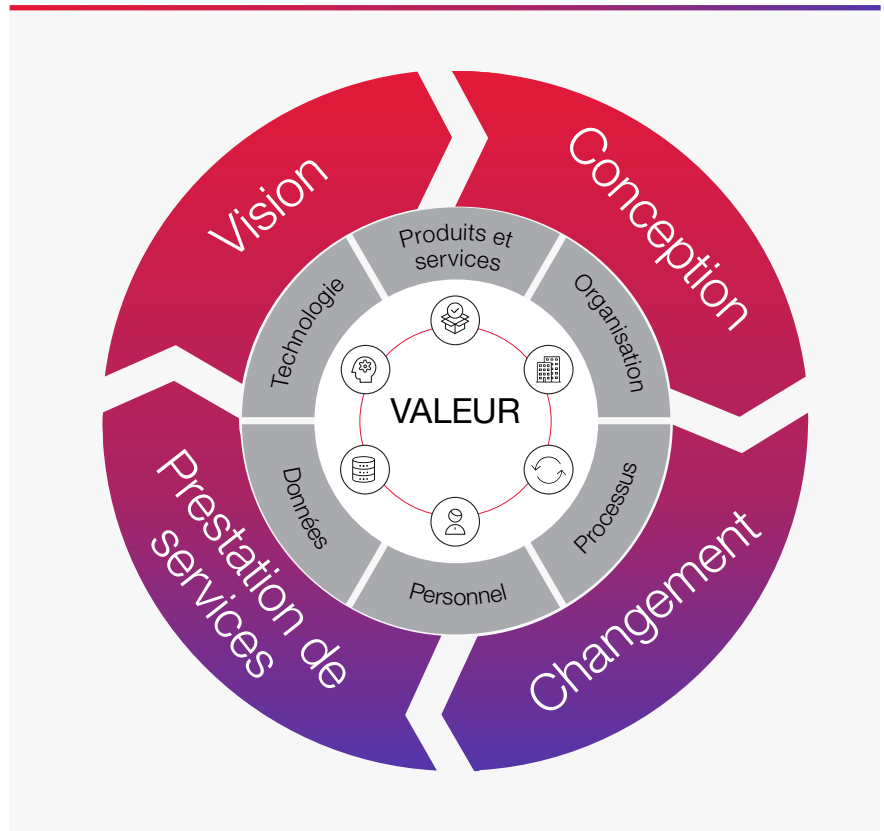 Vision
Conception
Changement
Prestation de
services
Produits et
services
Organisation
Processus
Personnel
Données
Technologie
VALEUR